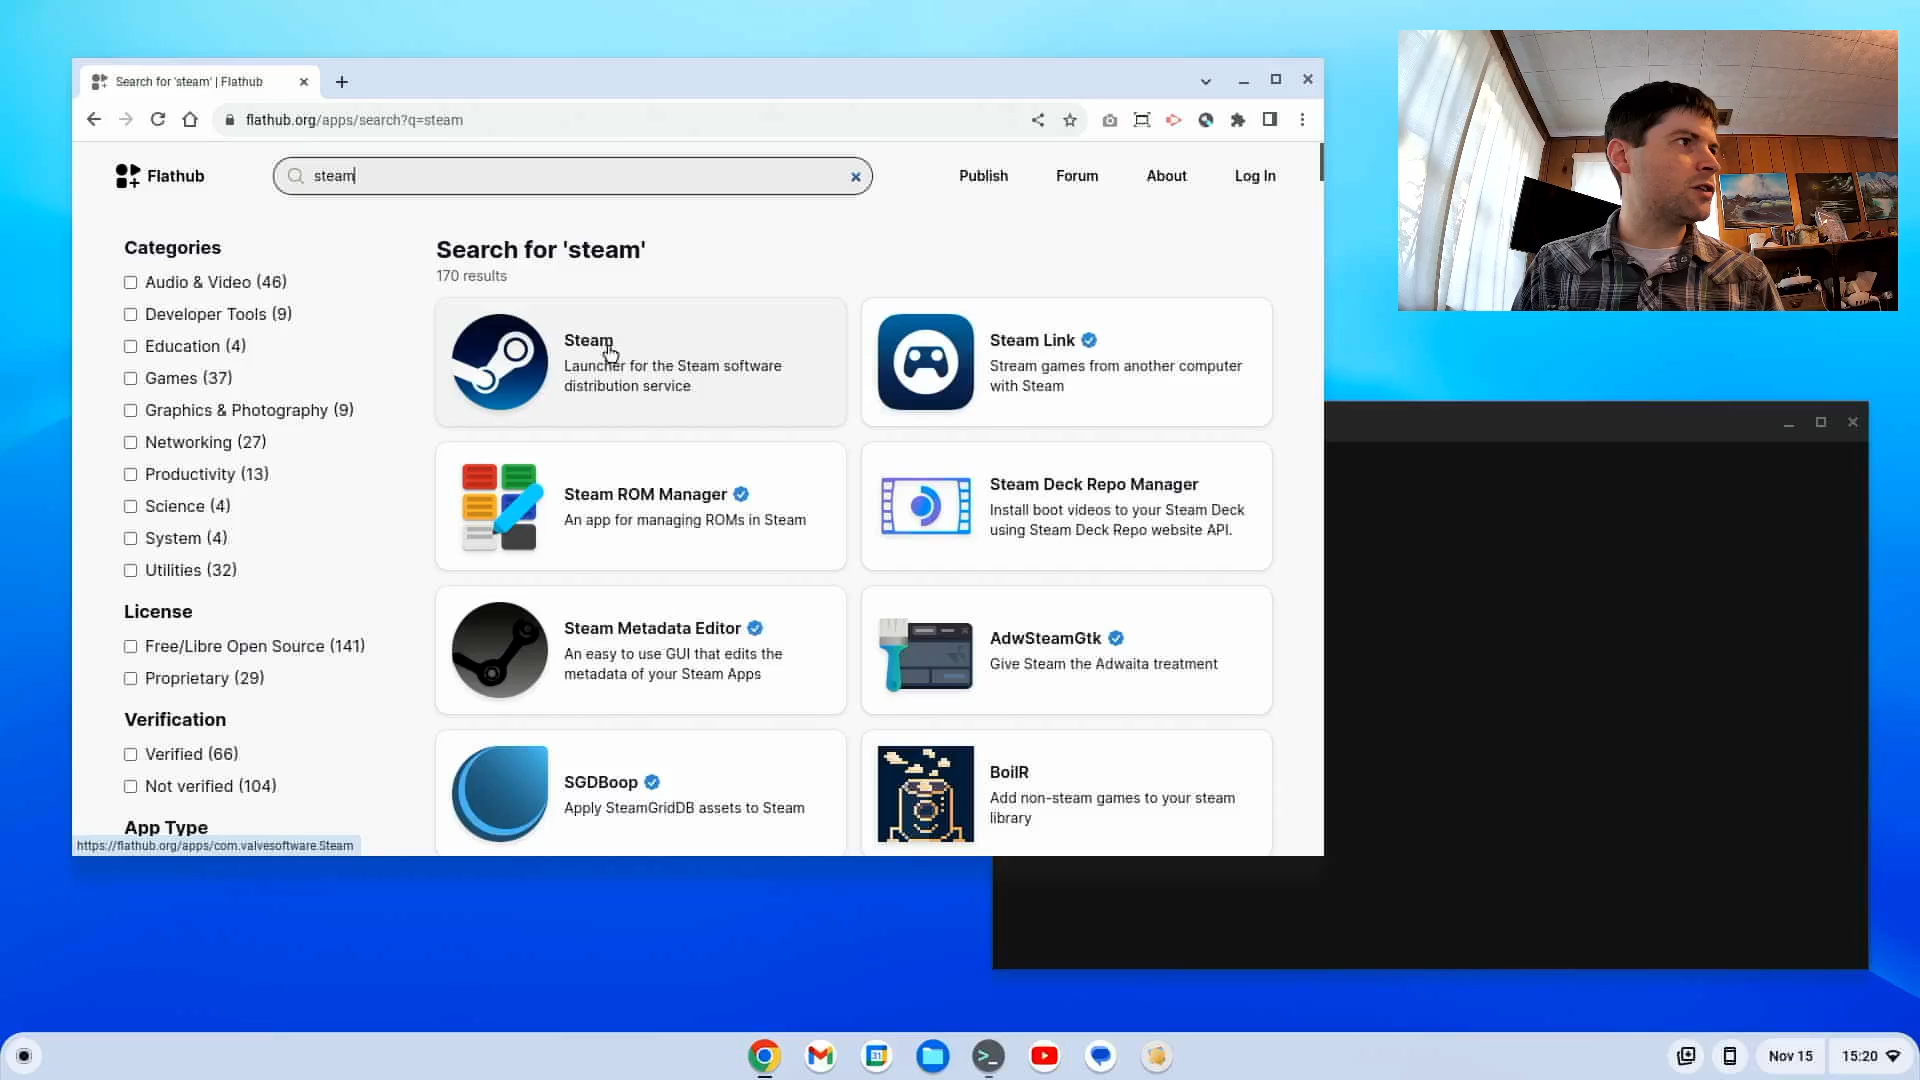 Search for 'steam' | Flathub
flathub.org/apps/search?q=steam
Flathub
steam
Publish
Forum
About
Log In
Categories
Audio & Video (46)
Developer Tools (9)
Education (4)
Games (37)
Graphics & Photography (9)
Networking (27)
Productivity (13)
Science (4)
System (4)
Utilities (32)
License
Free/Libre Open Source (141)
Proprietary (29)
Verification
Verified (66)
Not verified (104)
App Type
https://flathub.org/apps/com.valvesoftware.Steam
Search for 'steam'
170 results
Steam
Launcher for the Steam software
distribution service
Steam Link
Stream games from another computer
with Steam
Steam ROM Manager
An app for managing ROMs in Steam
Steam Deck Repo Manager
Install boot videos to your Steam Deck
using Steam Deck Repo website API.
Steam Metadata Editor
An easy to use GUI that edits the
metadata of your Steam Apps
AdwSteamGtk
Give Steam the Adwaita treatment
SGDBoop
Apply SteamGridDB assets to Steam
BoilR
Add non-steam games to your steam
library
31
Nov 15
15:20